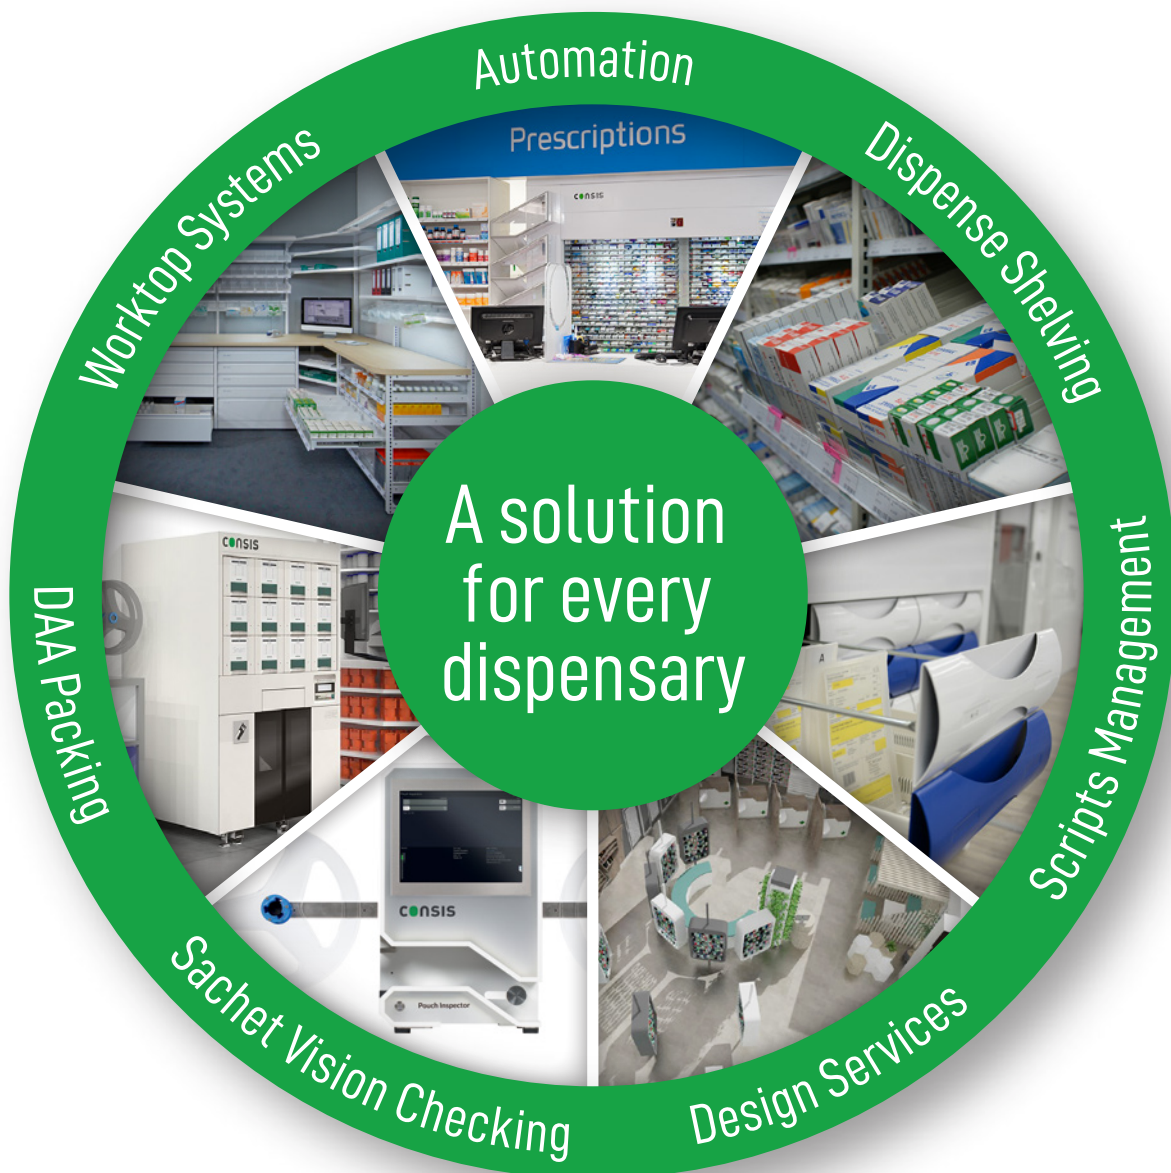 Automation
Dispense Shelving
Scripts Management
Design Services
Sachet Vision Checking
DAA Packing
Worktop Systems
Prescriptions
CONSIS
CONSIS
CONSIS
Pouch Inspector
A
A solution
for every
dispensary